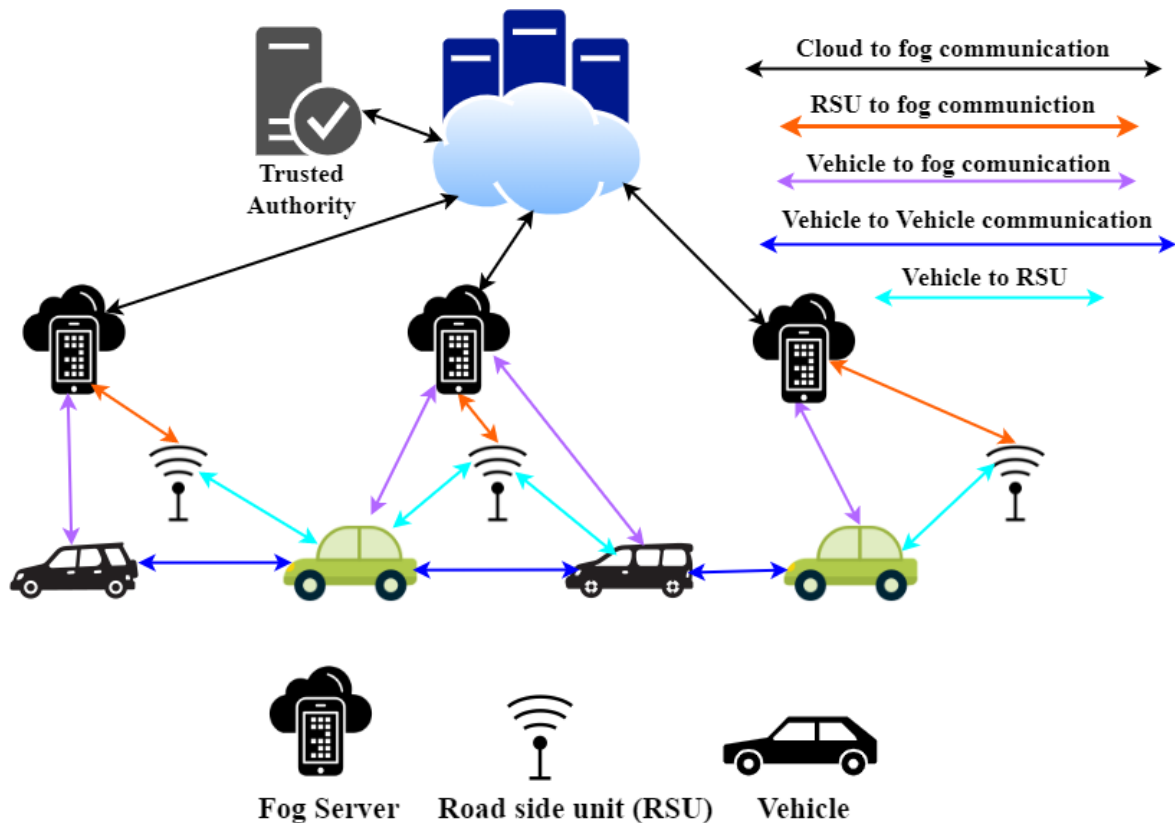 Cloud to fog communication
RSU to fog communiction
Trusted
Authority
Vehicle to fog comunication
Vehicle to Vehicle communication
Vehicle to RSU
Fog Server
Road side unit (RSU)
Vehicle